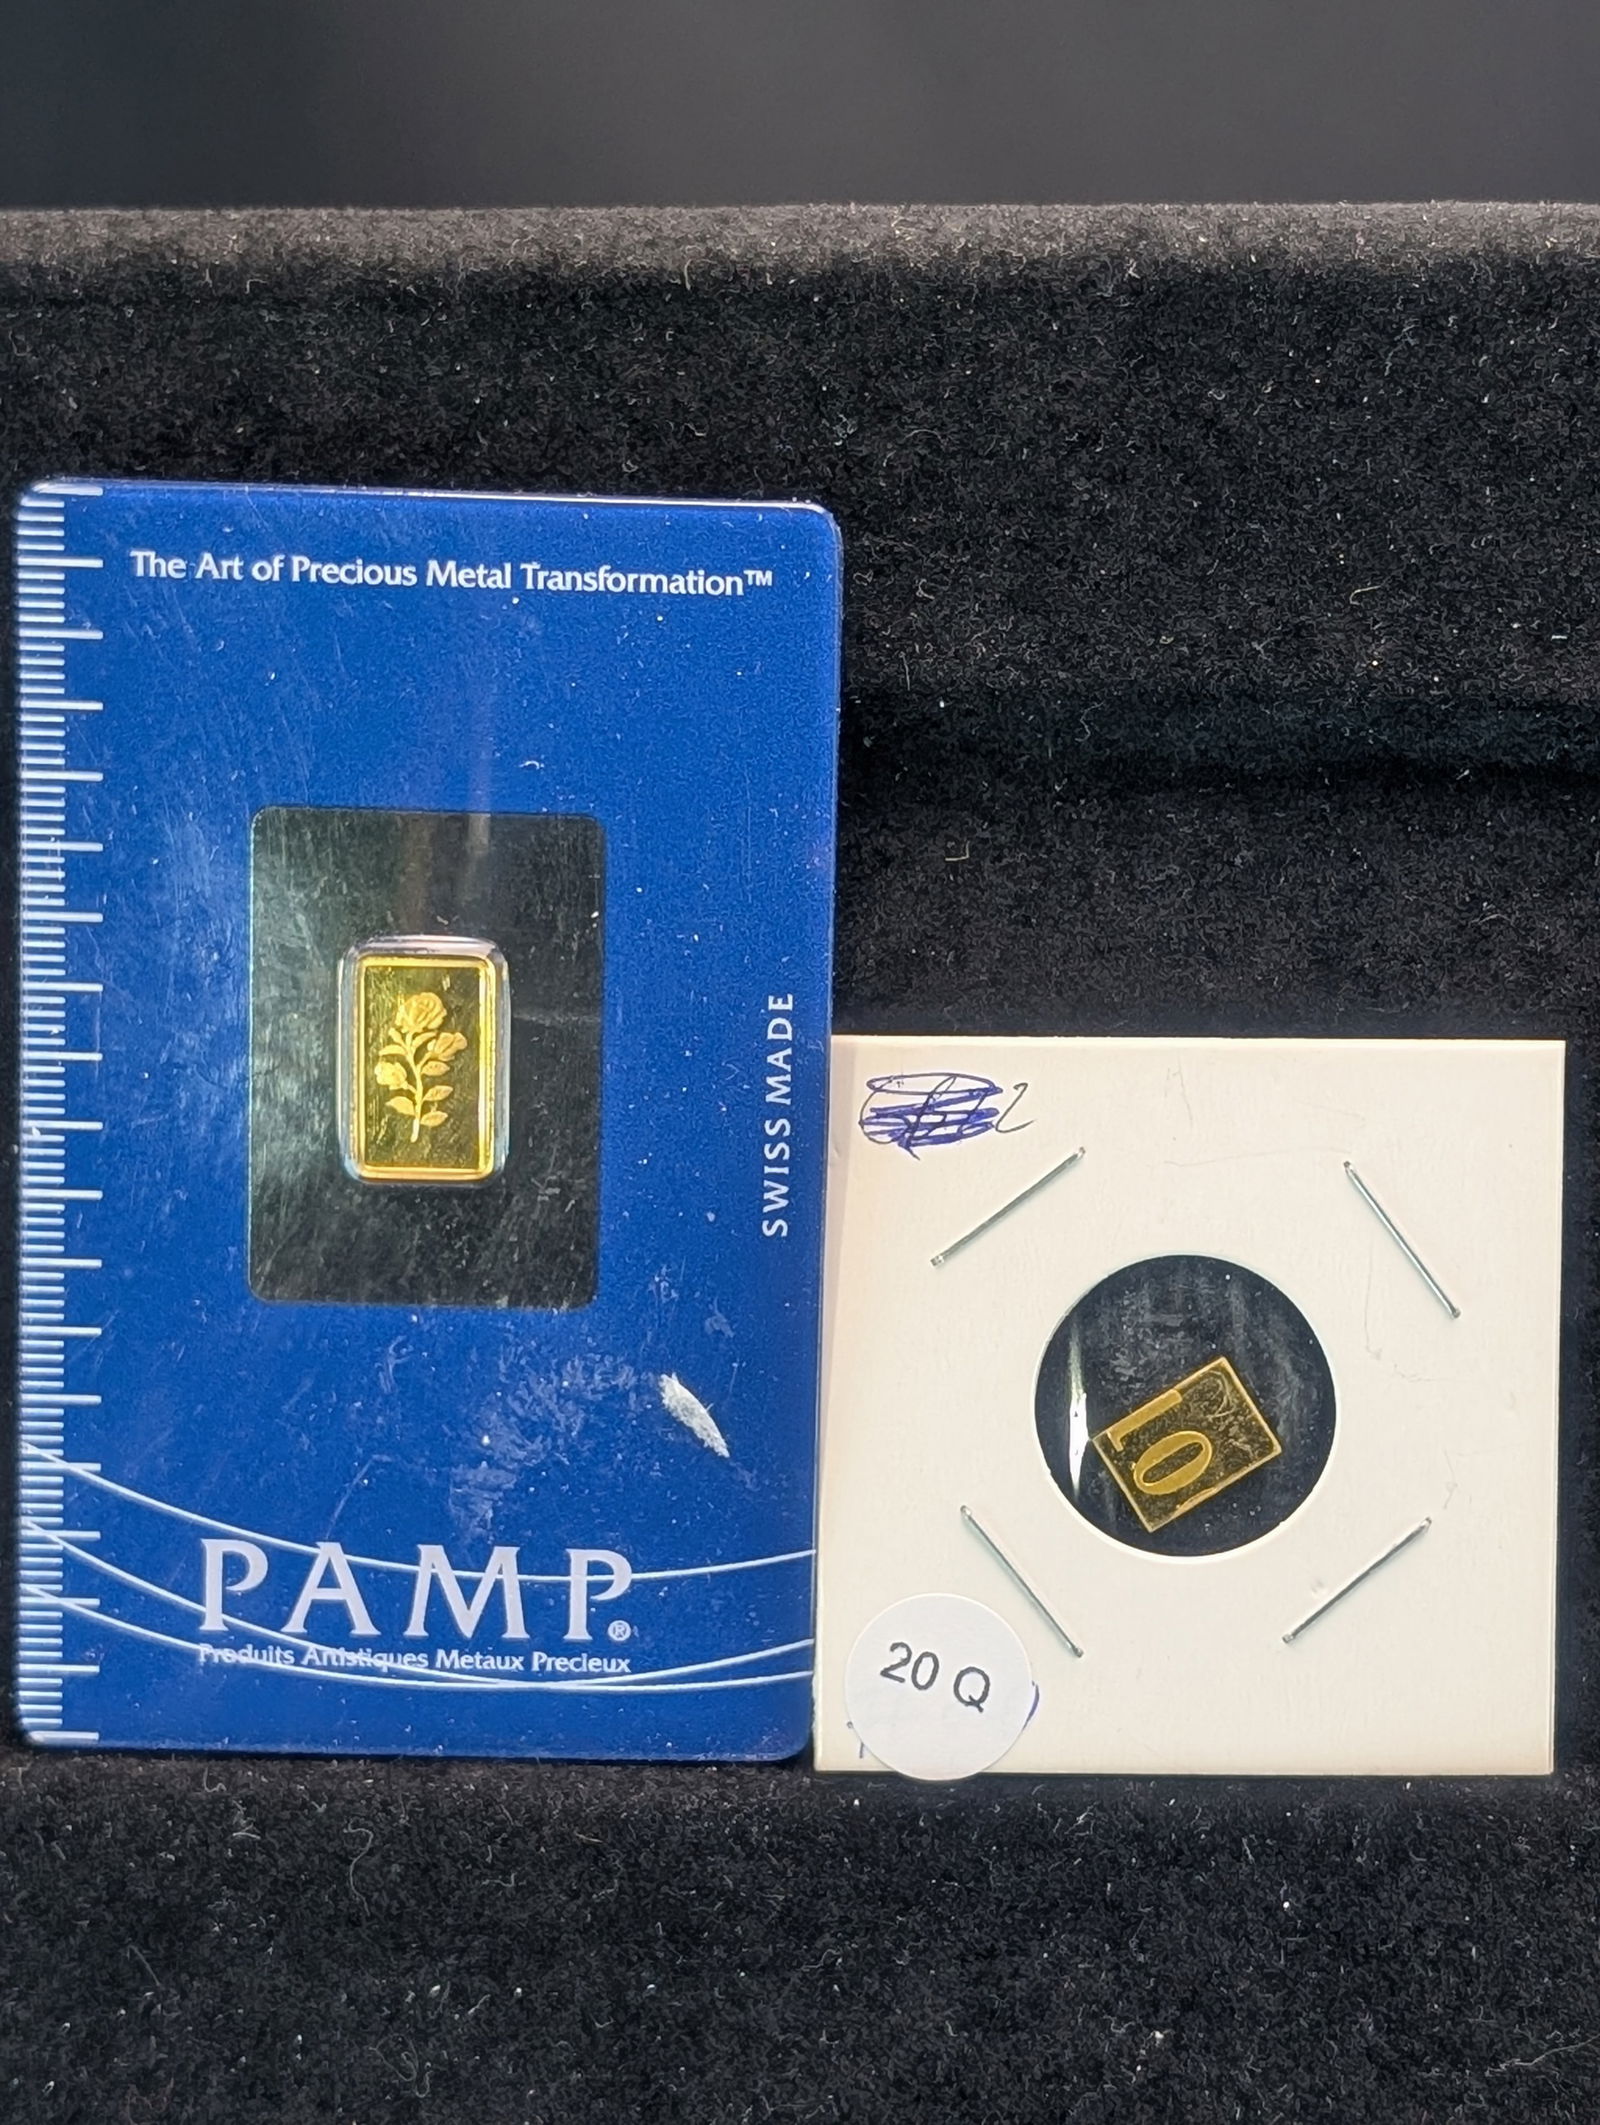 The Art of Precious Metal Transformation™
SWISS MADE
PAMP®
Produits Artistiques Metaux Precieux
20 Q